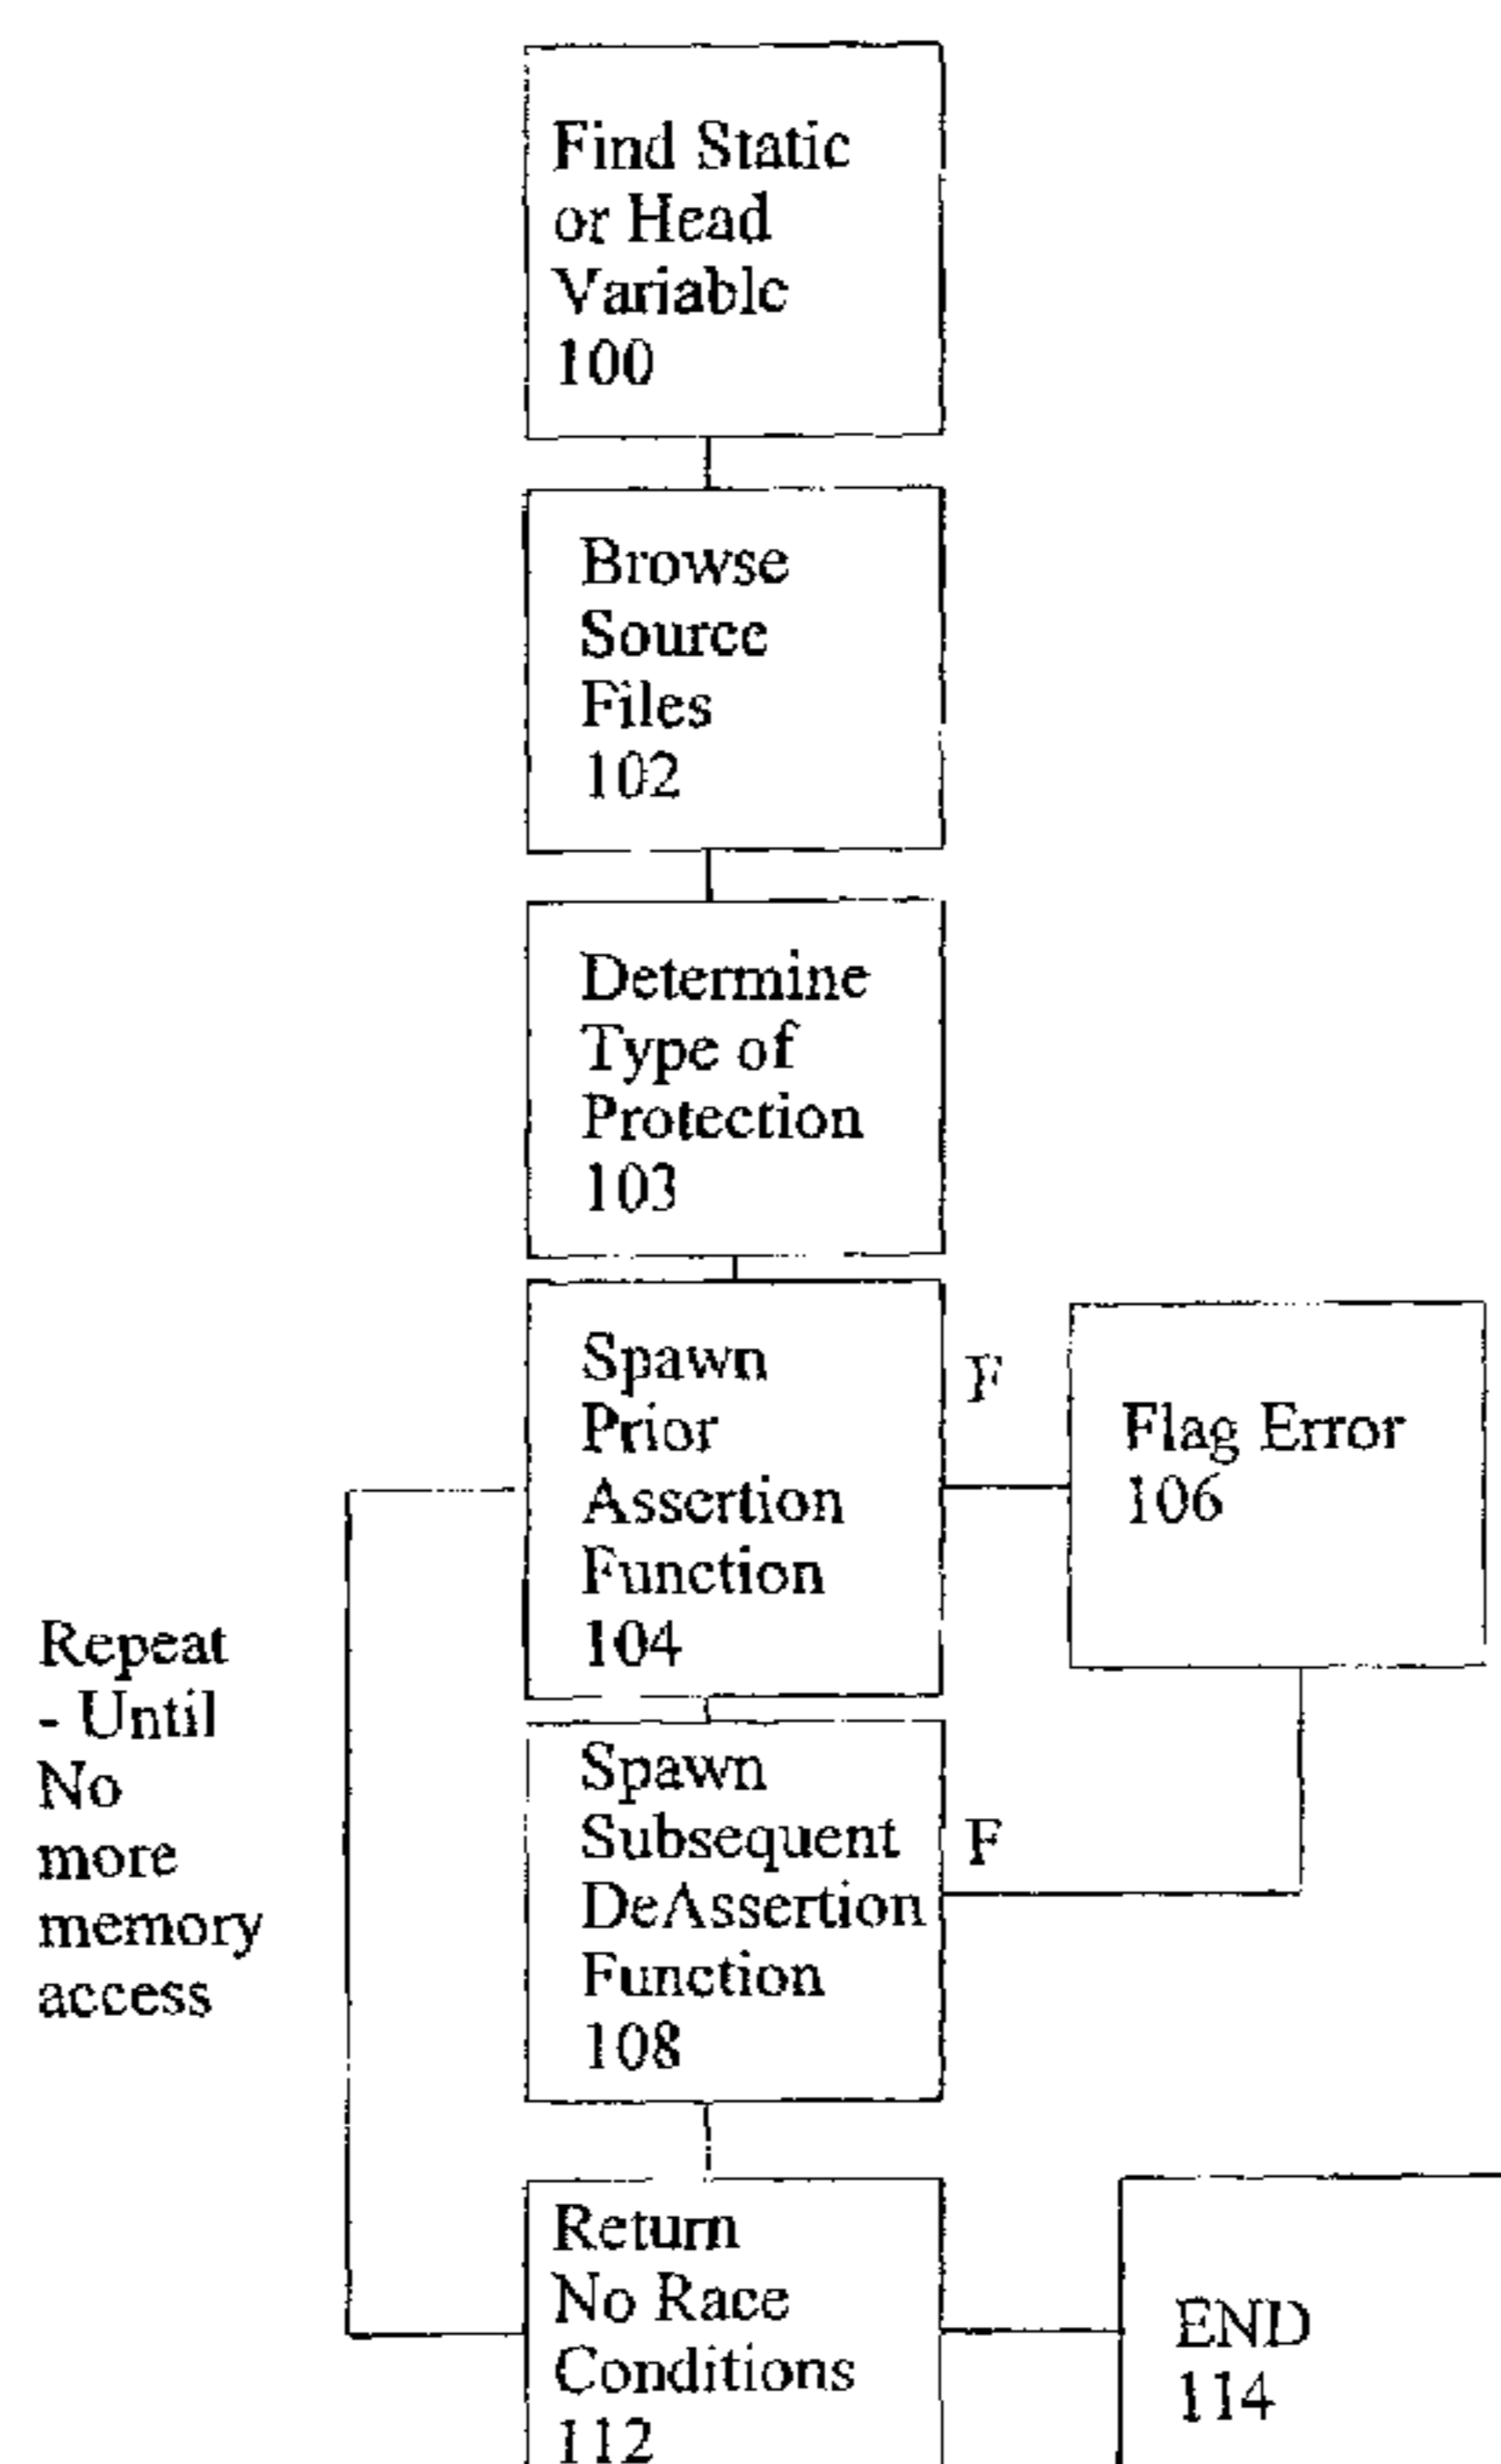 Find Static
or Head
Variable
100
Browse
Source
Files
102
Determine
Type of
Protection
103
Spawn
Prior
Assertion
Function
104
F
Flag Error
106
Repeat
- Until
No
more
memory
access
Spawn
Subsequent
DeAssertion
Function
108
F
Return
No Race
Conditions
112
END
114